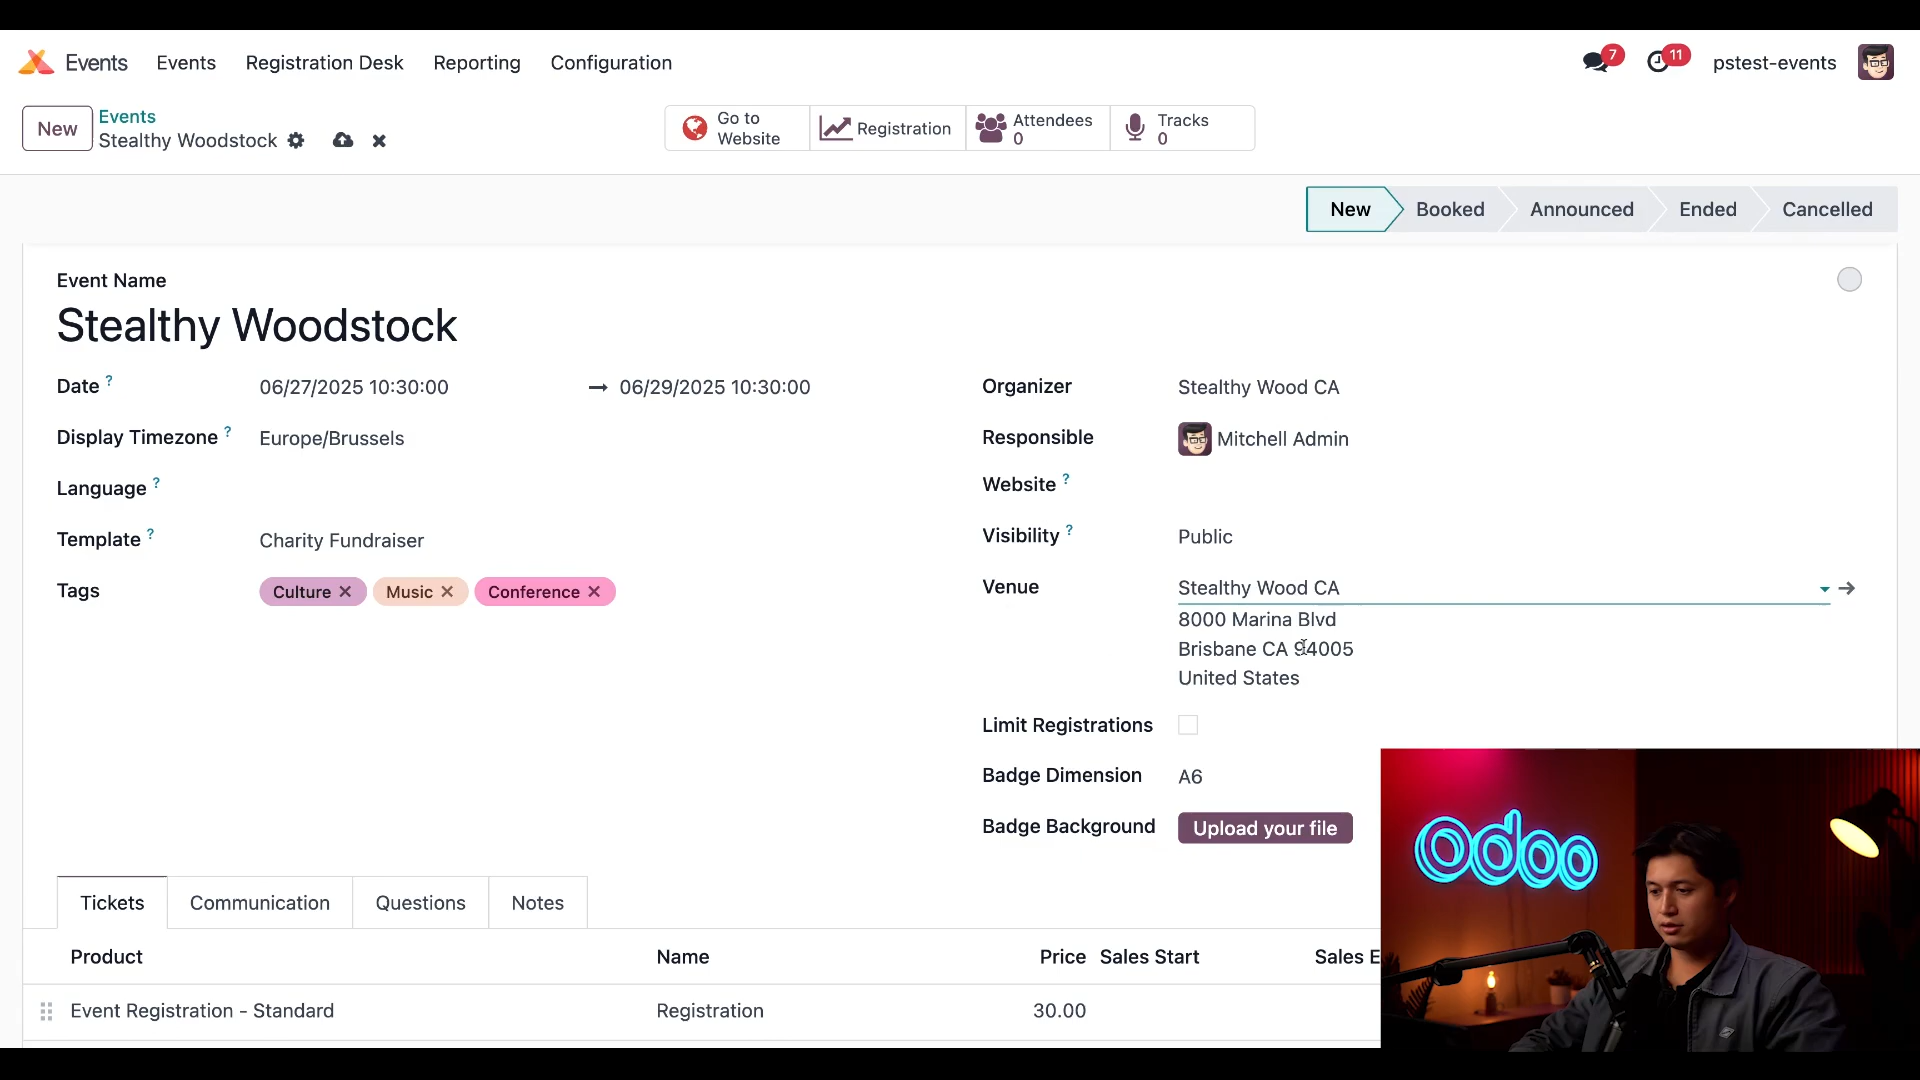 Events
Events
Registration Desk
Reporting
Configuration
7
11
pstest-events
New
Events
Stealthy Woodstock
Go to
Website
Registration
Attendees
0
Tracks
0
New
Booked
Announced
Ended
Cancelled
Event Name
Stealthy Woodstock
Date ?
06/27/2025 10:30:00
06/29/2025 10:30:00
Display Timezone ?
Europe/Brussels
Language ?
Template ?
Charity Fundraiser
Tags
Culture
Music
Conference
Organizer
Stealthy Wood CA
Responsible
Mitchell Admin
Website ?
Visibility ?
Public
Venue
Stealthy Wood CA
8000 Marina Blvd
Brisbane CA 94005
United States
Limit Registrations
Badge Dimension
A6
Badge Background
Upload your file
odoo
Tickets
Communication
Questions
Notes
Product
Name
Price
Sales Start
Sales E
Event Registration - Standard
Registration
30.00